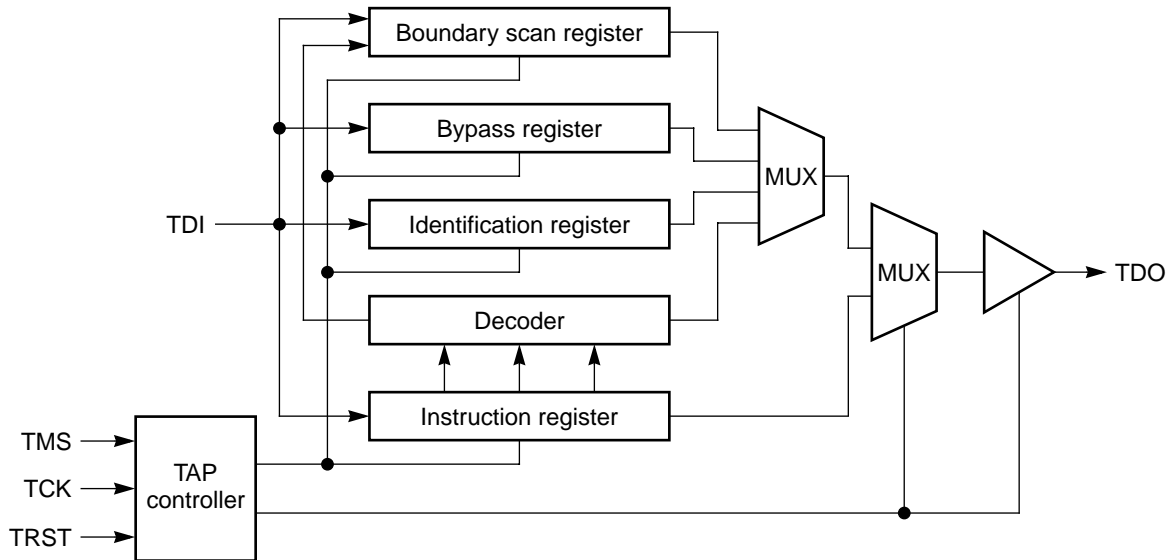 Boundary scan register
Bypass register
MUX
TDI
Identification register
MUX
TDO
Decoder
Instruction register
TMS
TAP
controller
TCK
TRST